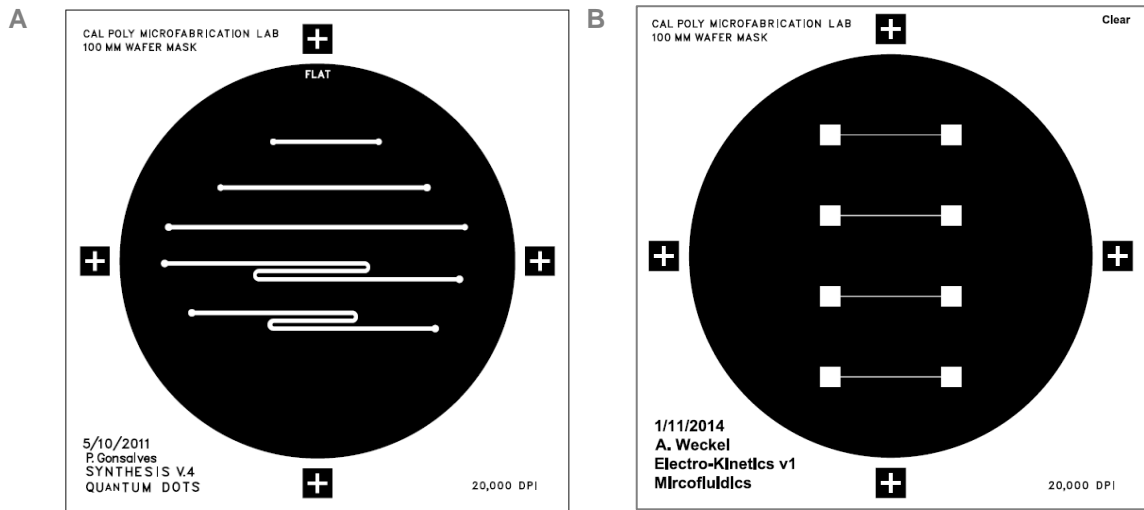 A
CAL POLY MICROFABRICATION LAB
100 MM WAFER MASK
FLAT
5/10/2011
P. Gonsalves
SYNTHESIS V.4
QUANTUM DOTS
20,000 DPI
B
CAL POLY MICROFABRICATION LAB
100 MM WAFER MASK
Clear
1/11/2014
A. Weckel
Electro-Kinetics v1
Mircofluidics
20,000 DPI